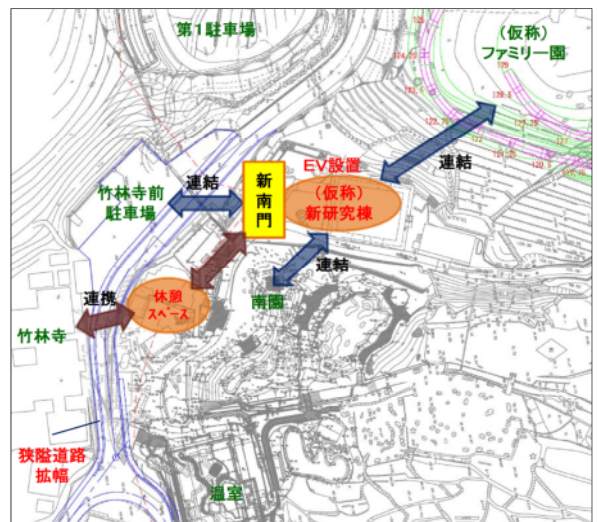 第1駐車場
(仮称)
ファミリー園
連結
EV設置
(仮称)
新研究棟
新南門
連結
竹林寺前
駐車場
連結
南園
休憩
スペース
連携
竹林寺
狭隘道路
拡幅
温室